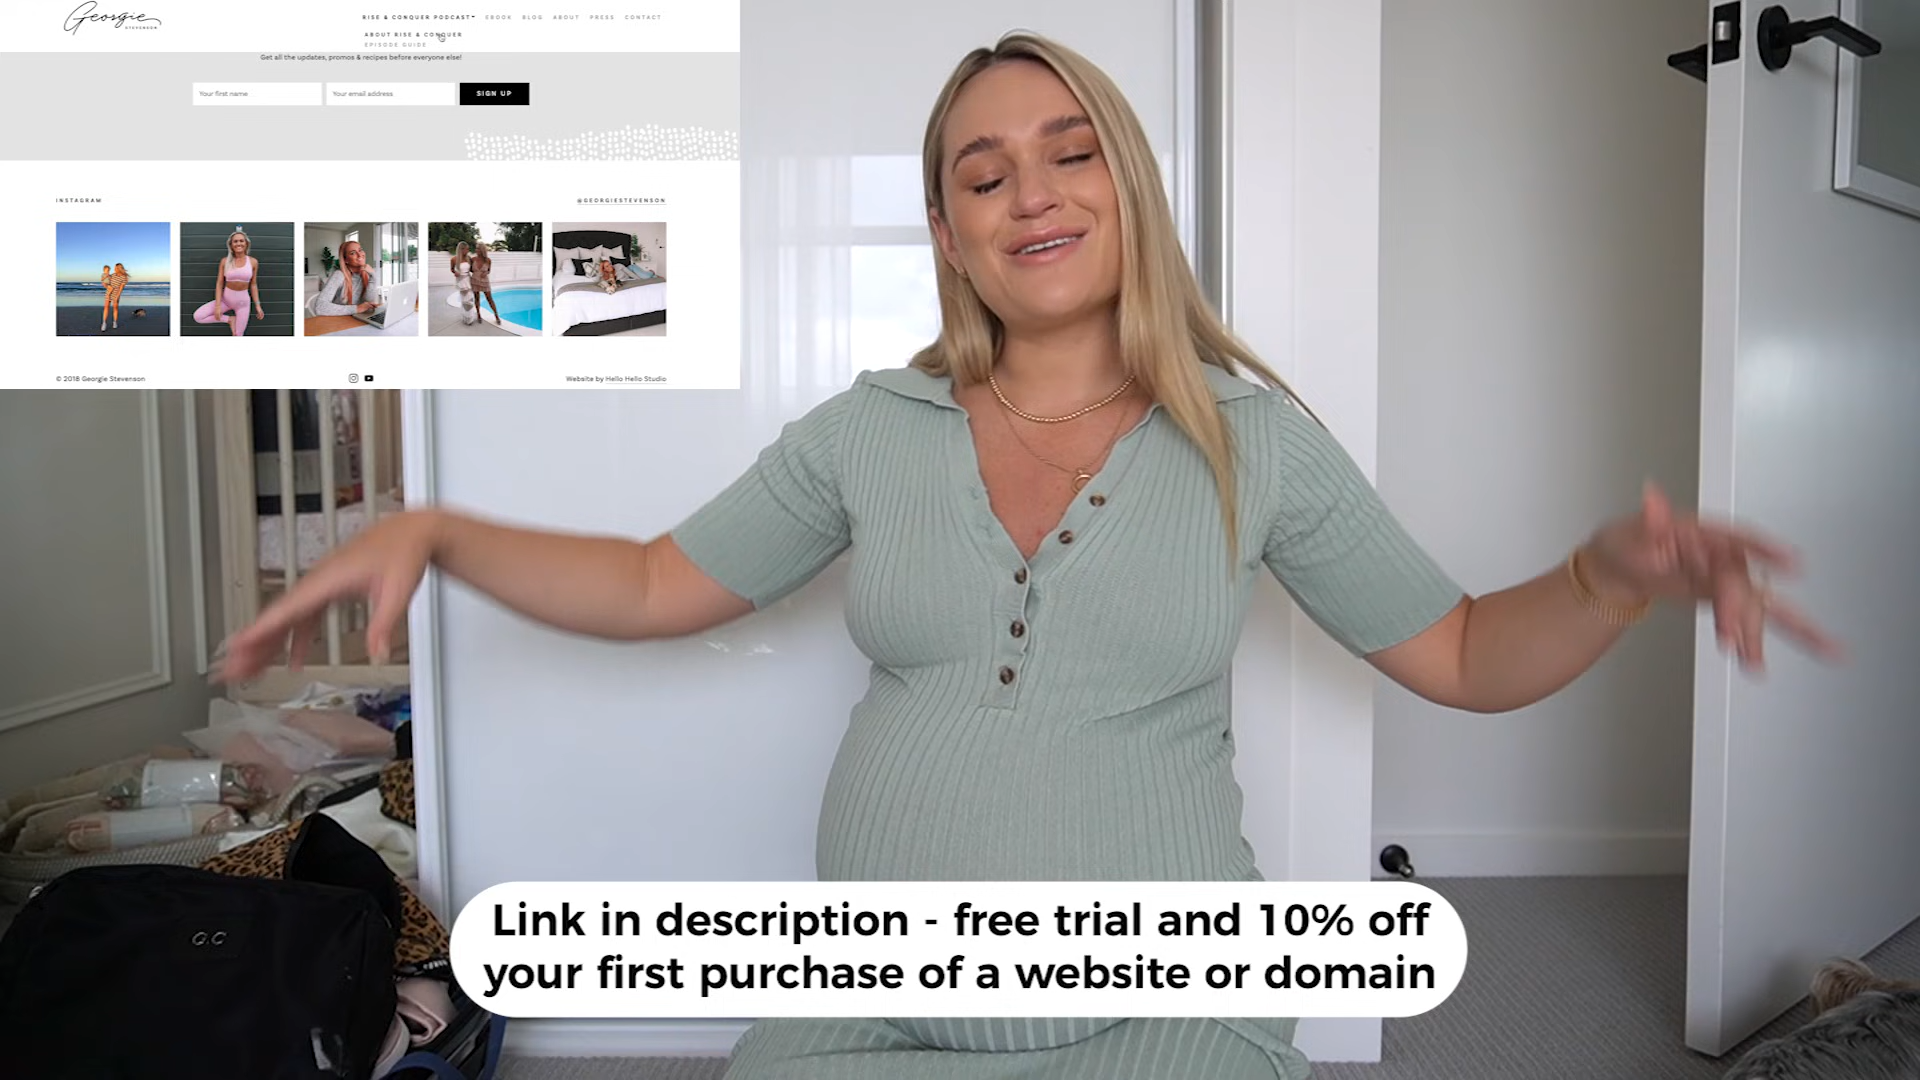 Georgie
STEVENSON
RISE & CONQUER PODCAST EBOOK BLOG ABOUT PRESS CONTACT
ABOUT RISE & CONQUER
EPISODE GUIDE
Get all the updates, promos & recipes before everyone else!
Your first name Your email address SIGN UP
INSTAGRAM @GEORGIESTEVENSON
© 2018 Georgie Stevenson Website by Hello Hello Studio
G.C
Link in description - free trial and 10% off
your first purchase of a website or domain